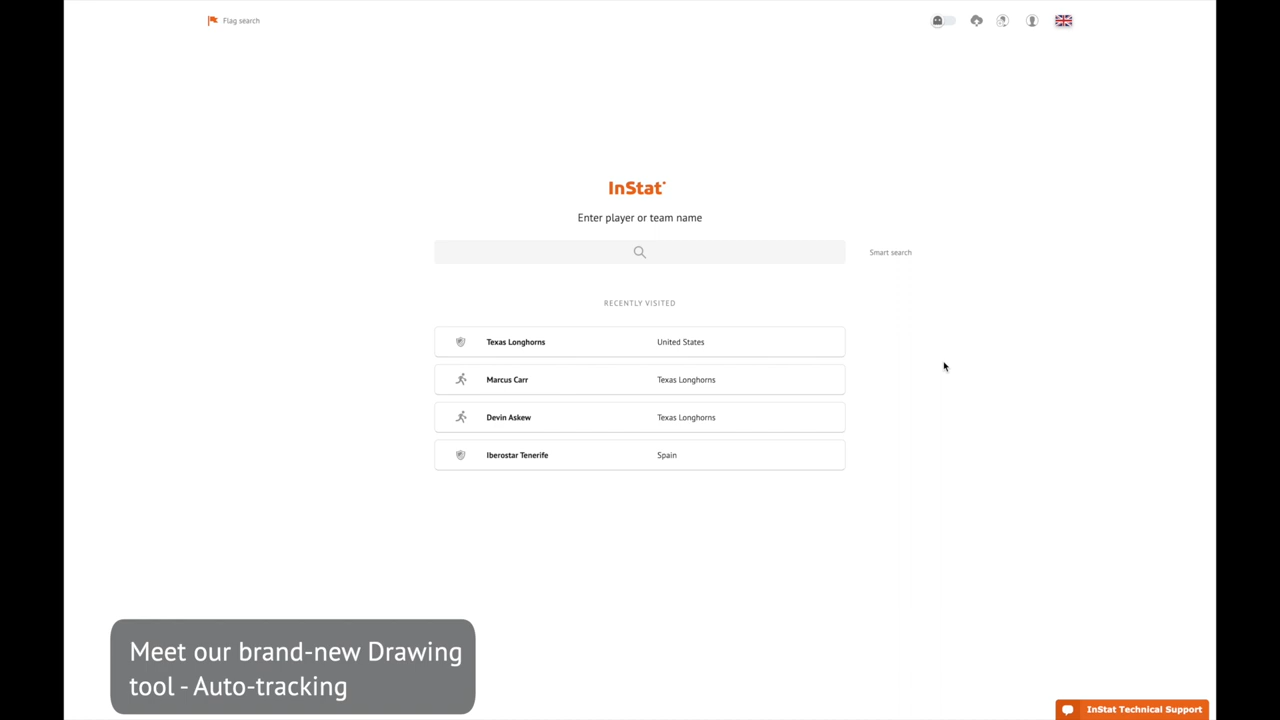 Flag search
InStat
Enter player or team name
Smart search
RECENTLY VISITED
Texas Longhorns United States
Marcus Carr Texas Longhorns
Devin Askew Texas Longhorns
Iberostar Tenerife Spain
Meet our brand-new Drawing
tool - Auto-tracking
InStat Technical Support